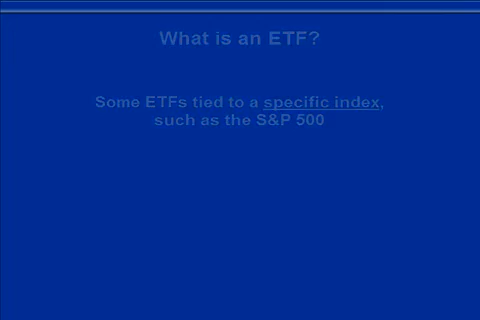 What is an ETF?
Some ETFs tied to a specific index,
such as the S&P 500